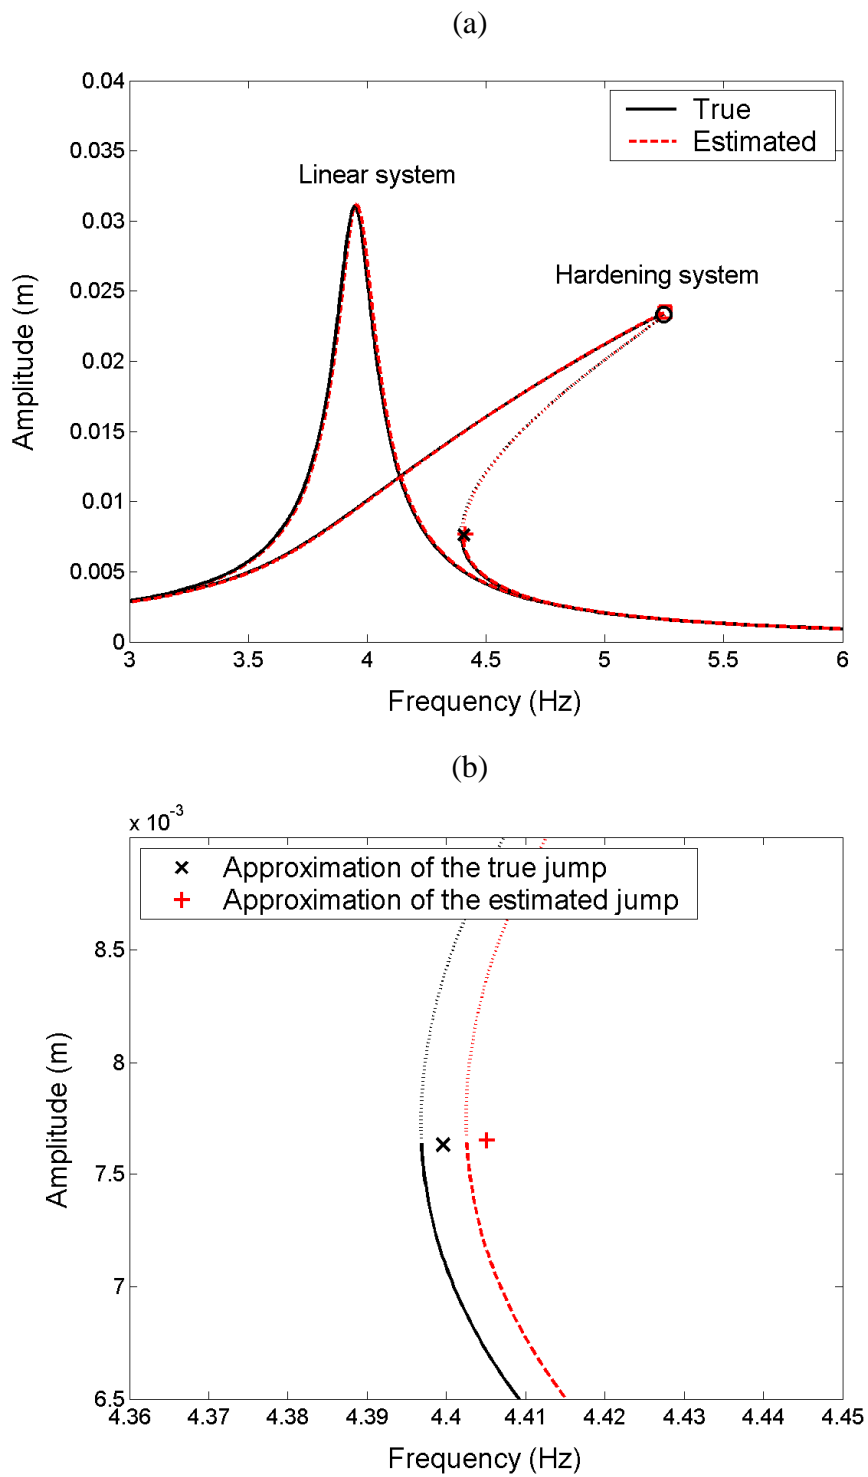 (a)
0.04
0.035
0.03
0.025
0.02
0.015
0.01
0.005
0
True
Estimated
Linear system
Hardening system
Amplitude (m)
3 3.5 4 4.5 5 5.5 6
Frequency (Hz)
(b)
x 10⁻³
Approximation of the true jump
Approximation of the estimated jump
8.5
8
7.5
7
6.5
Amplitude (m)
4.36 4.37 4.38 4.39 4.4 4.41 4.42 4.43 4.44 4.45
Frequency (Hz)